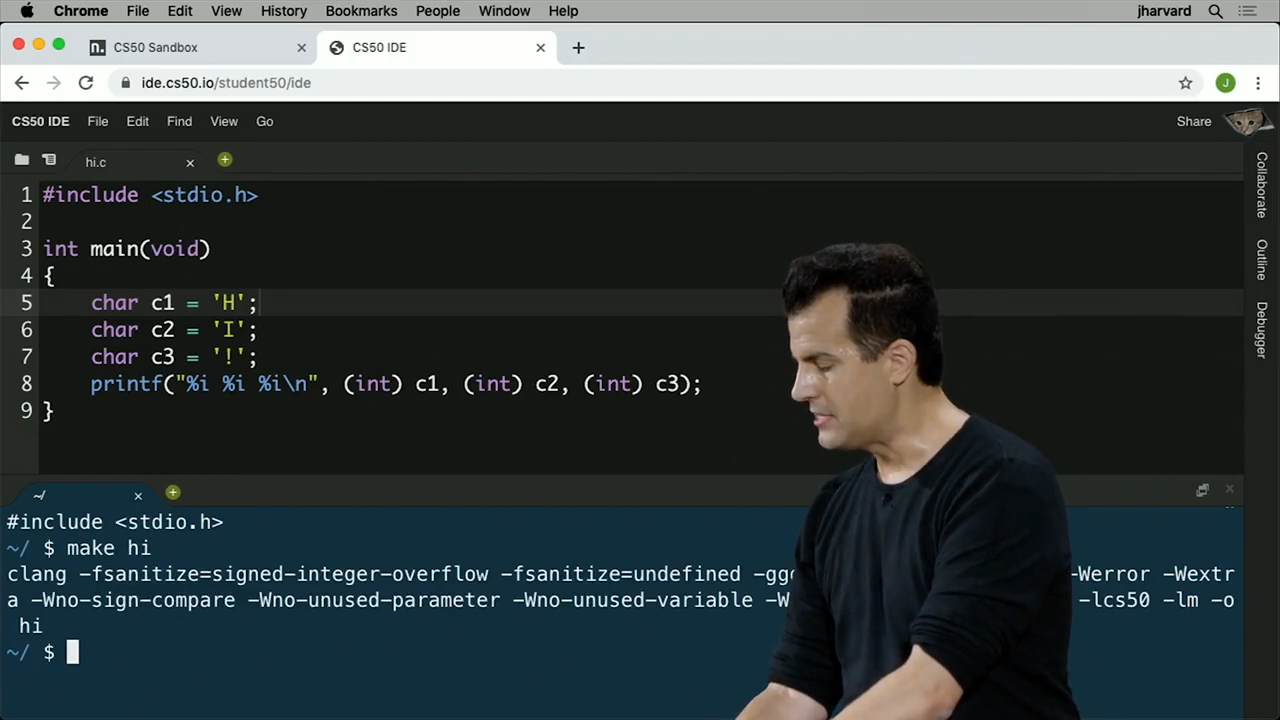 Chrome File Edit View History Bookmarks People Window Help jharvard
n. CS50 Sandbox × CS50 IDE × +
ide.cs50.io/student50/ide J
CS50 IDE File Edit Find View Go Share
hi.c ×
1 #include <stdio.h>
2
3 int main(void)
4 {
5 char c1 = 'H';
6 char c2 = 'I';
7 char c3 = '!';
8 printf("%i %i %i\n", (int) c1, (int) c2, (int) c3);
9 }
Collaborate
Outline
Debugger
~/ ×
#include <stdio.h>
~/ $ make hi
clang -fsanitize=signed-integer-overflow -fsanitize=undefined -Werror -Wextr
a -Wno-sign-compare -Wno-unused-parameter -Wno-unused-variable -lcs50 -lm -o
hi
~/ $